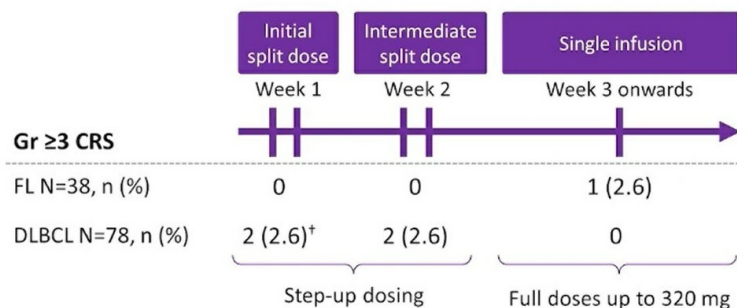 Initial split dose Intermediate split dose Single infusion
Week 1 Week 2 Week 3 onwards
Gr ≥3 CRS
FL N=38, n (%) 0 0 1 (2.6)
DLBCL N=78, n (%) 2 (2.6)† 2 (2.6) 0
Step-up dosing Full doses up to 320 mg